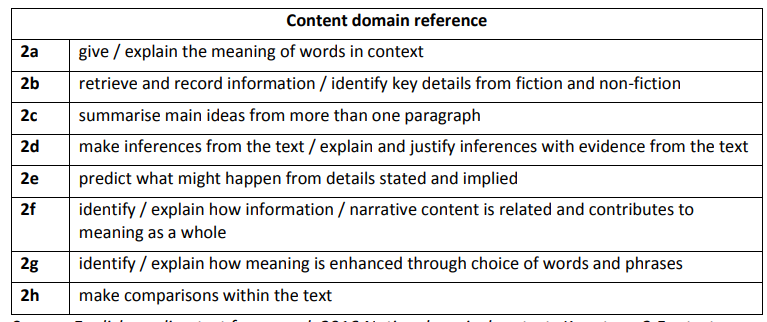 Content domain reference
2a give / explain the meaning of words in context
2b retrieve and record information / identify key details from fiction and non-fiction
2c summarise main ideas from more than one paragraph
2d make inferences from the text / explain and justify inferences with evidence from the text
2e predict what might happen from details stated and implied
2f identify / explain how information / narrative content is related and contributes to
meaning as a whole
2g identify / explain how meaning is enhanced through choice of words and phrases
2h make comparisons within the text